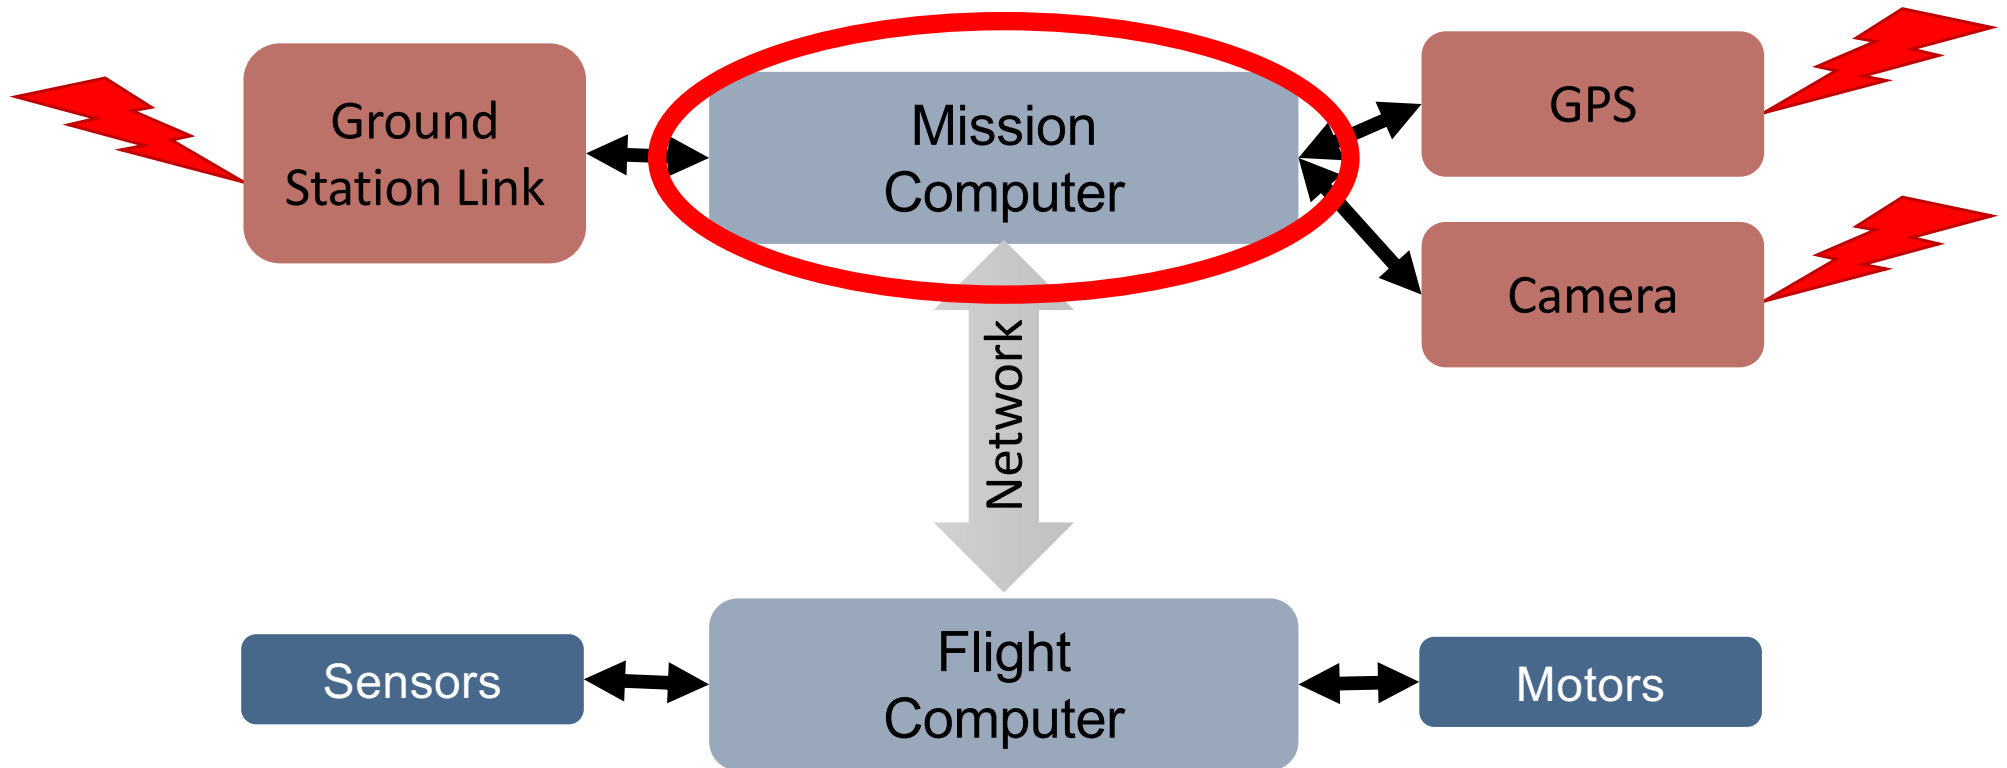 Ground
Station Link
Mission
Computer
GPS
Camera
Network
Sensors
Flight
Computer
Motors